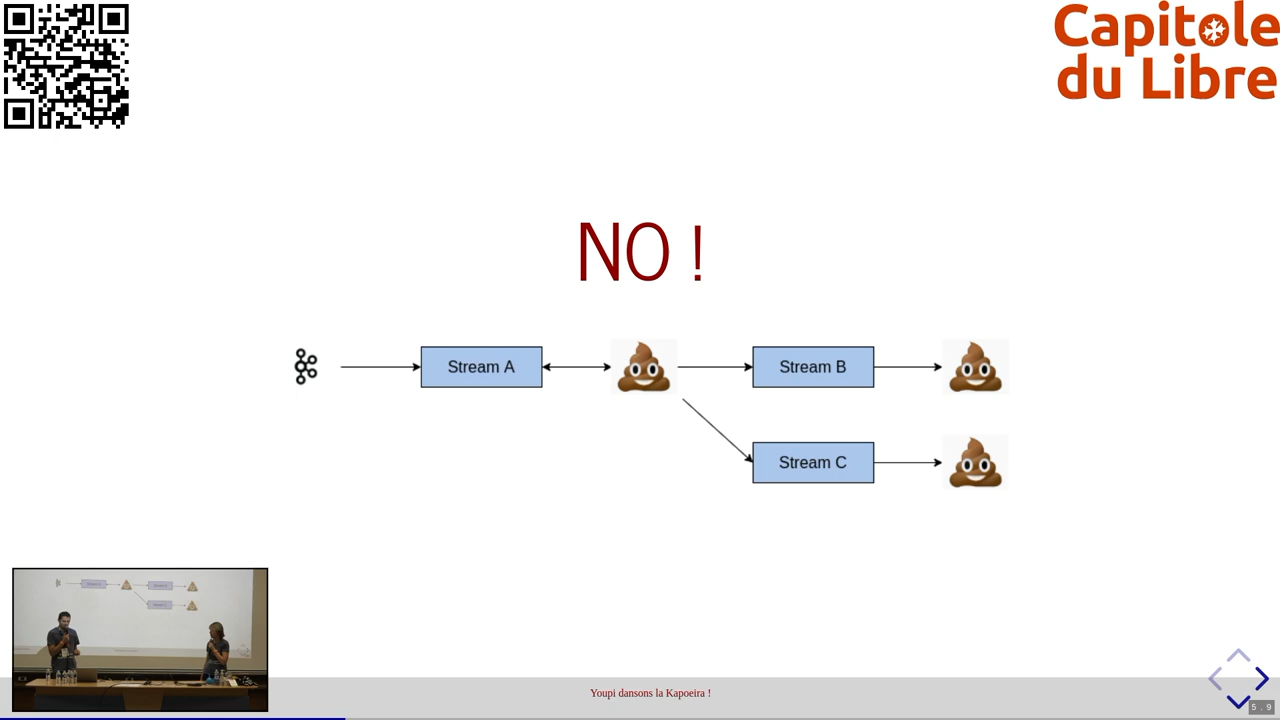 Capitole
du Libre
NO !
Stream A
Stream B
Stream C
Youpi dansons la Kapoeira !
5 . 9